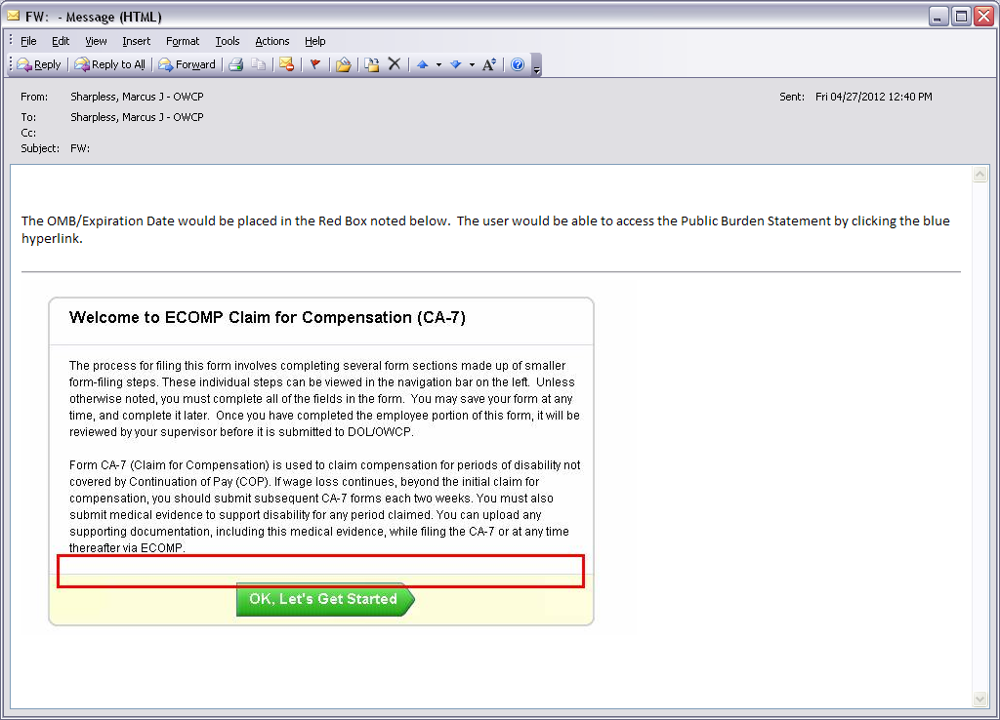 FW:  - Message (HTML)
File Edit View Insert Format Tools Actions Help
Reply Reply to All Forward
From: Sharpless, Marcus J - OWCP Sent: Fri 04/27/2012 12:40 PM
To: Sharpless, Marcus J - OWCP
Cc:
Subject: FW:
The OMB/Expiration Date would be placed in the Red Box noted below.  The user would be able to access the Public Burden Statement by clicking the blue
hyperlink.
Welcome to ECOMP Claim for Compensation (CA-7)
The process for filing this form involves completing several form sections made up of smaller
form-filing steps. These individual steps can be viewed in the navigation bar on the left.  Unless
otherwise noted, you must complete all of the fields in the form.  You may save your form at any
time, and complete it later.  Once you have completed the employee portion of this form, it will be
reviewed by your supervisor before it is submitted to DOL/OWCP.
Form CA-7 (Claim for Compensation) is used to claim compensation for periods of disability not
covered by Continuation of Pay (COP). If wage loss continues, beyond the initial claim for
compensation, you should submit subsequent CA-7 forms each two weeks. You must also
submit medical evidence to support disability for any period claimed. You can upload any
supporting documentation, including this medical evidence, while filing the CA-7 or at any time
thereafter via ECOMP.
OK, Let's Get Started